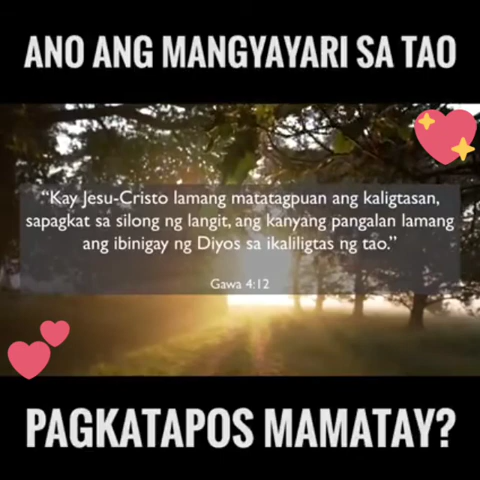 ANO ANG MANGYAYARI SA TAO
“Kay Jesu-Cristo lamang matatagpuan ang kaligtasan,
sapagkat sa silong ng langit, ang kanyang pangalan lamang
ang ibinigay ng Diyos sa ikaliligtas ng tao.”
Gawa 4:12
PAGKATAPOS MAMATAY?